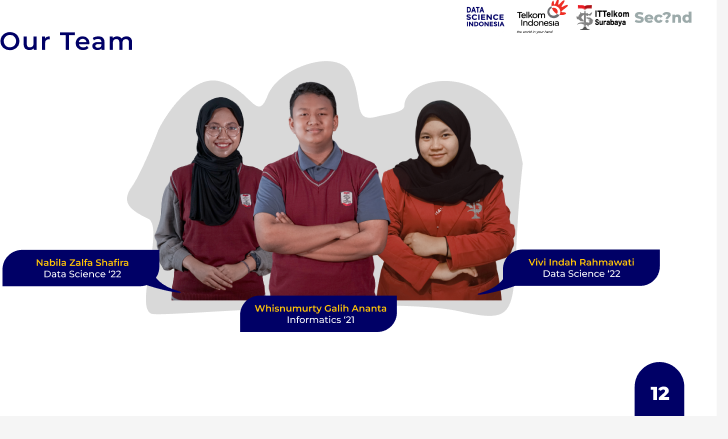 DATA
SCIENCE
INDONESIA
Telkom
Indonesia
the world in your hand
ITTelkom
Surabaya
Sec?nd
Our Team
Nabila Zalfa Shafira
Data Science '22
Vivi Indah Rahmawati
Data Science '22
Whisnumurty Galih Ananta
Informatics '21
12